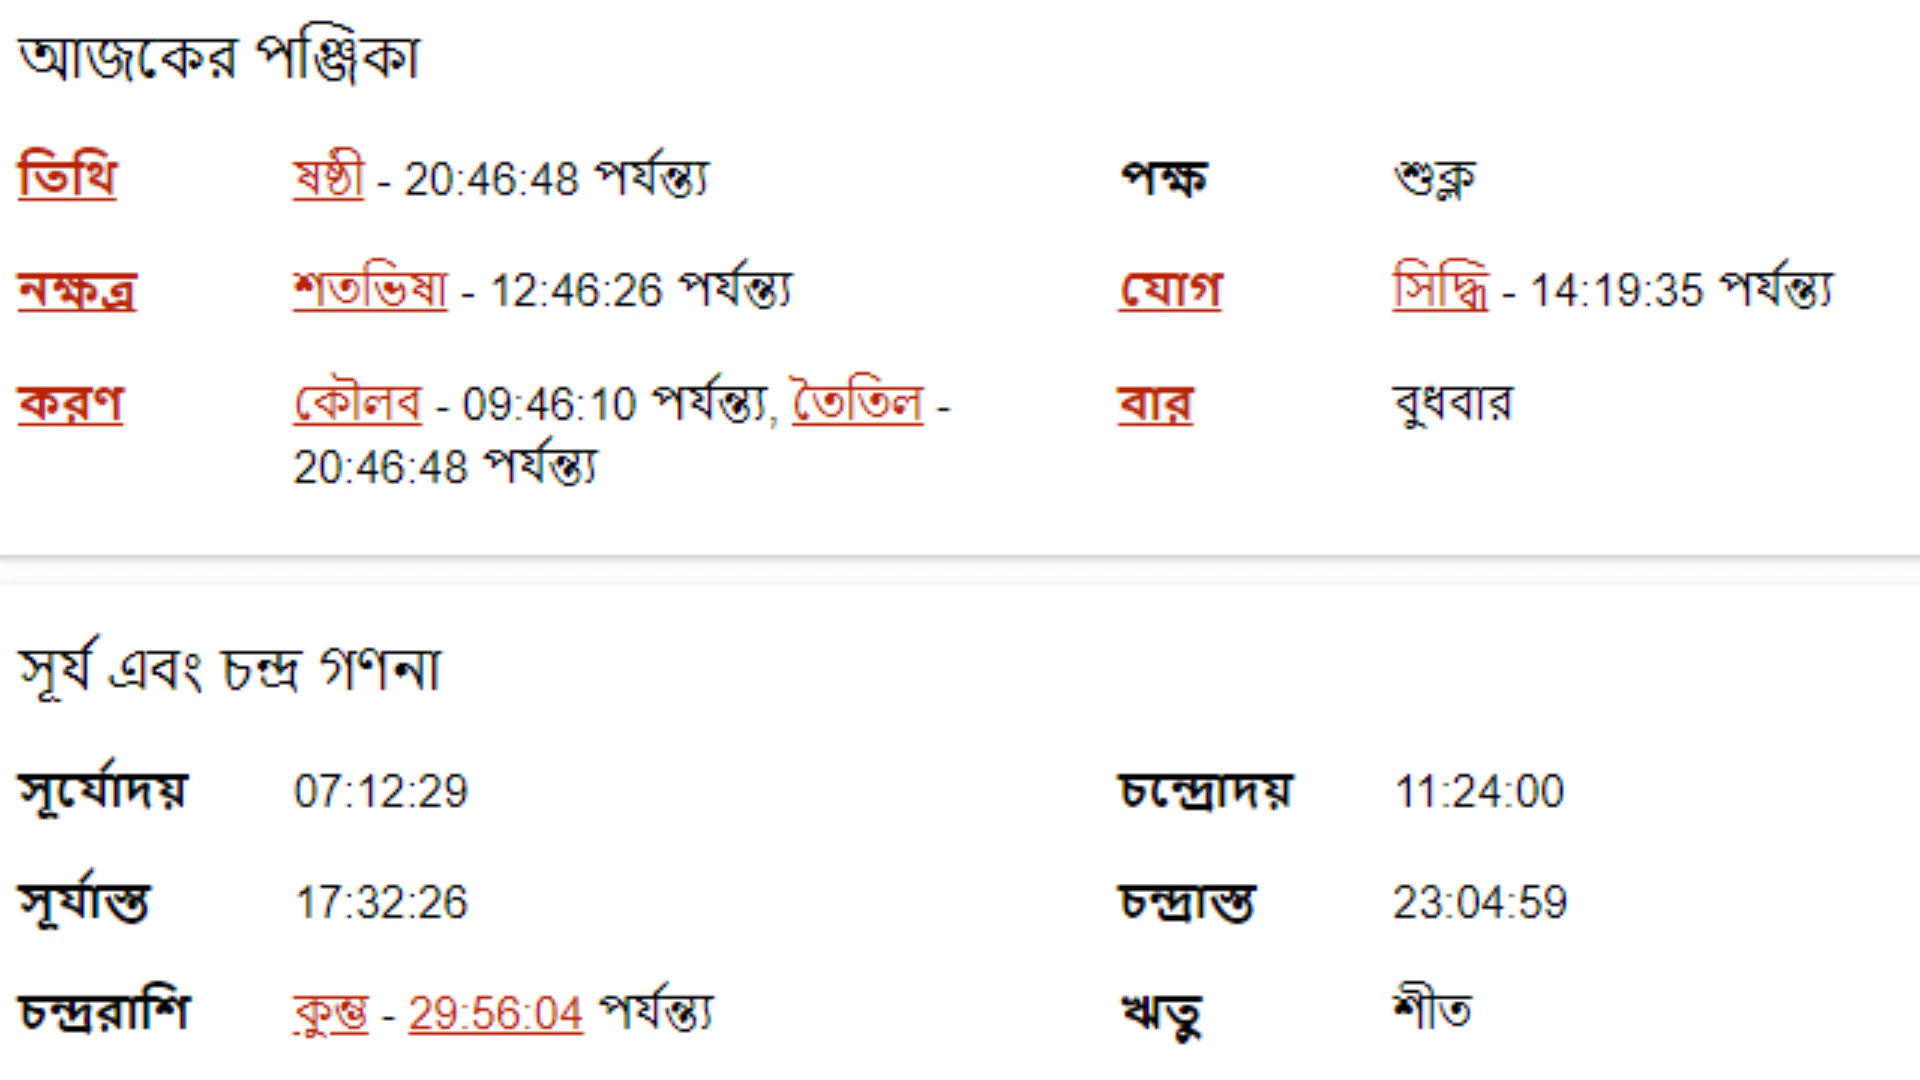 আজকের পঞ্জিকা
তিথি ষষ্ঠী - 20:46:48 পর্যন্ত্য পক্ষ শুক্ল
নক্ষত্র শতভিষা - 12:46:26 পর্যন্ত্য যোগ সিদ্ধি - 14:19:35 পর্যন্ত্য
করণ কৌলব - 09:46:10 পর্যন্ত্য, তৈতিল - বার বুধবার
20:46:48 পর্যন্ত্য
সূর্য এবং চন্দ্র গণনা
সূর্যোদয় 07:12:29 চন্দ্রোদয় 11:24:00
সূর্যাস্ত 17:32:26 চন্দ্রাস্ত 23:04:59
চন্দ্ররাশি কুম্ভ - 29:56:04 পর্যন্ত্য ঋতু শীত